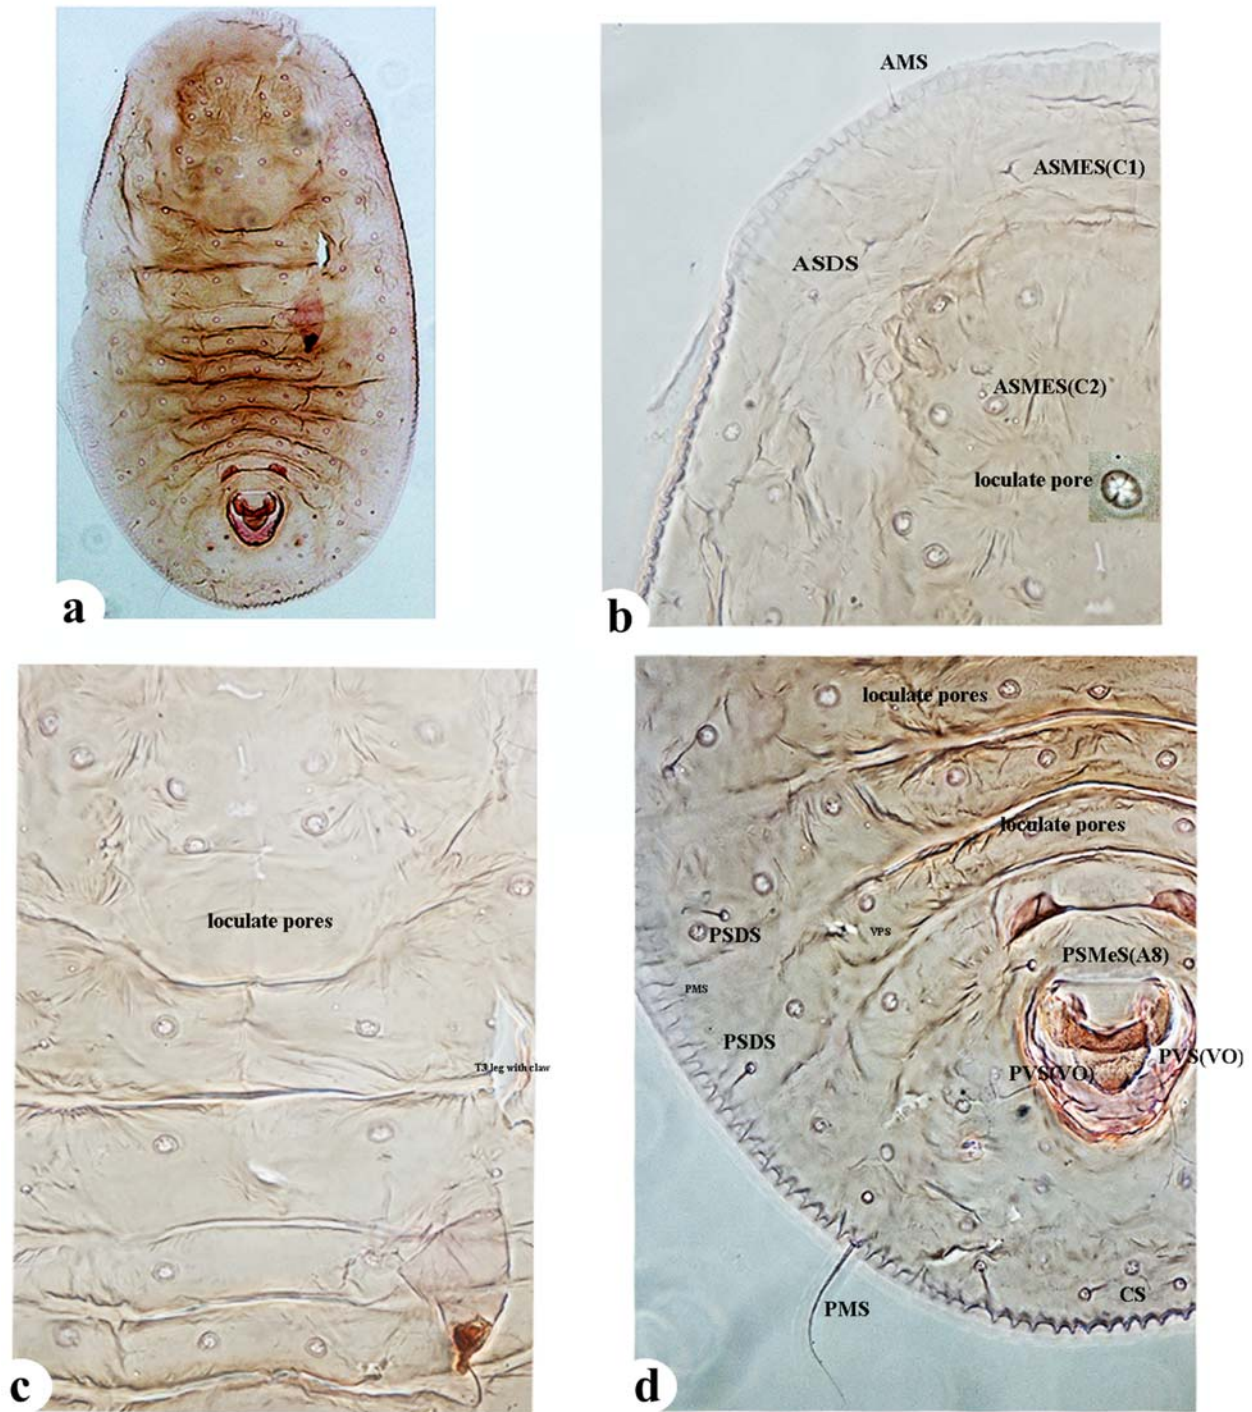 a
AMS
ASMES(C1)
ASDS
ASMES(C2)
loculate pore
b
loculate pores
T3 leg with claw
c
loculate pores
loculate pores
PSDS
VPS
PSMeS(A8)
PMS
PSDS
PVS(VO)
PVS(VO)
CS
PMS
d